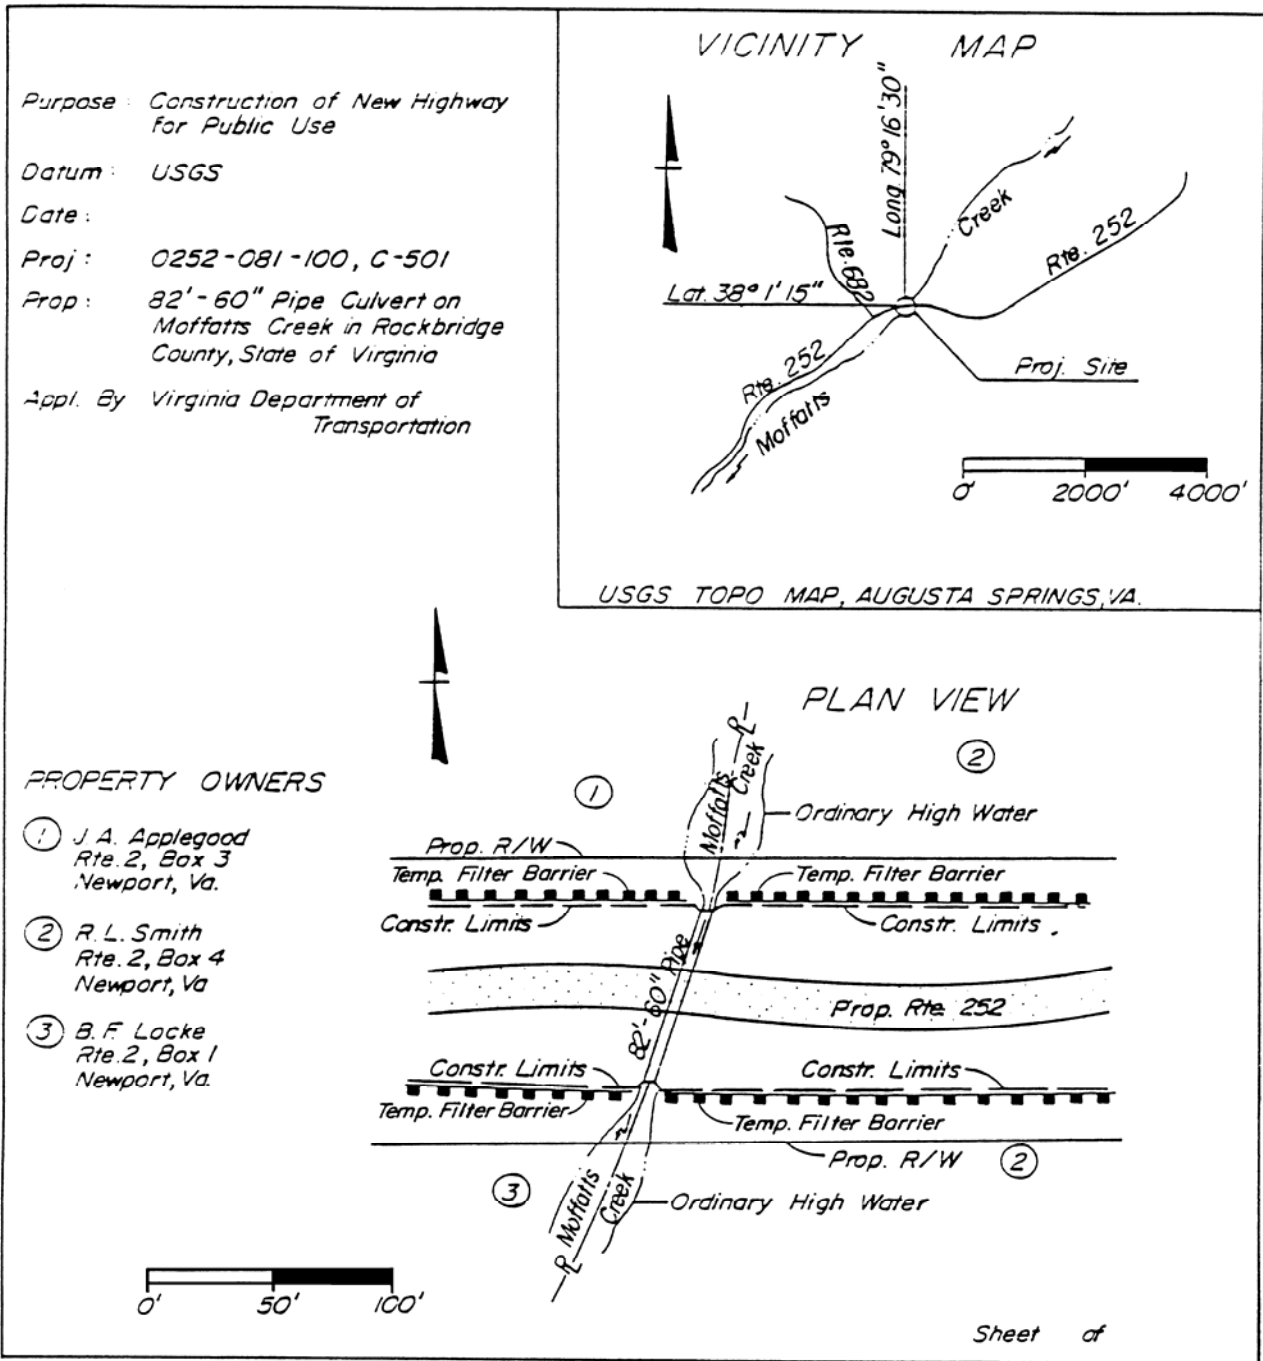 Purpose : Construction of New Highway
for Public Use
Datum : USGS
Date :
Proj : 0252-081-100, C-501
Prop : 82'-60" Pipe Culvert on
Moffatts Creek in Rockbridge
County, State of Virginia
Appl. By Virginia Department of
Transportation
VICINITY MAP
Long 79° 16' 30"
Creek
Rte. 252
Rte. 682
Lat. 38° 1' 15"
Rte. 252
Moffatts
Proj. Site
0' 2000' 4000'
USGS TOPO MAP, AUGUSTA SPRINGS, VA.
PLAN VIEW
PROPERTY OWNERS
1 J. A. Applegood
Rte. 2, Box 3
Newport, Va.
2 R. L. Smith
Rte. 2, Box 4
Newport, Va
3 B. F. Locke
Rte. 2, Box 1
Newport, Va.
PL
Moffatts
Creek
1
2
Ordinary High Water
Prop. R/W
Temp. Filter Barrier
Temp. Filter Barrier
Constr. Limits
Constr. Limits
82'-60" Pipe
Prop. Rte. 252
Constr. Limits
Constr. Limits
Temp. Filter Barrier
Temp. Filter Barrier
Prop. R/W
2
3
Moffatts
Creek
Ordinary High Water
PL
0' 50' 100'
Sheet of